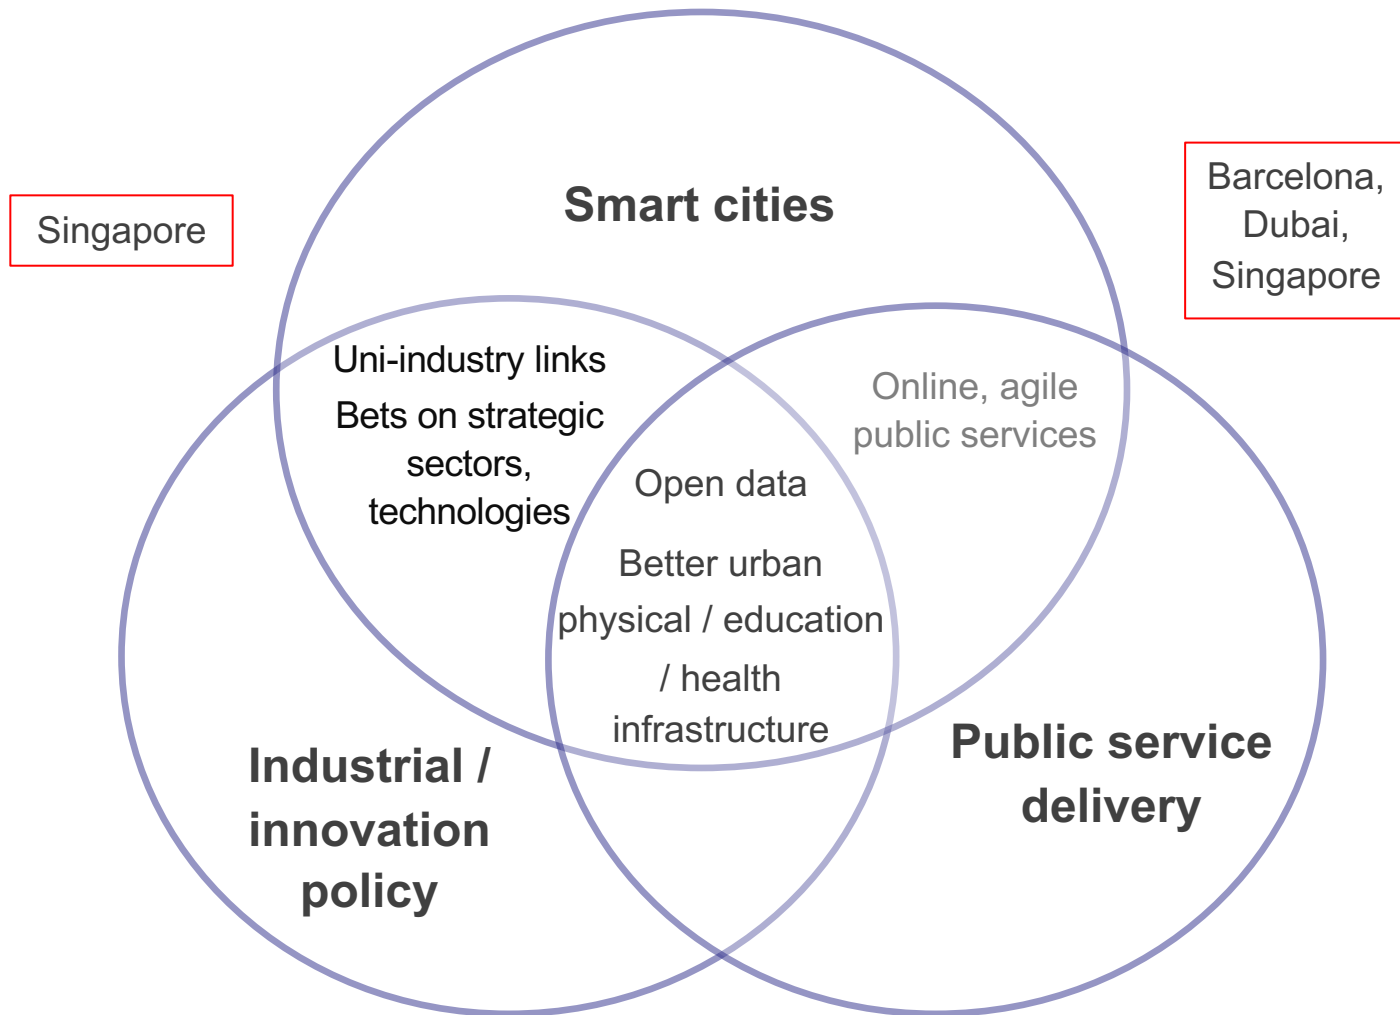 Smart cities
Singapore
Barcelona,
Dubai,
Singapore
Uni-industry links
Bets on strategic
sectors,
technologies
Online, agile
public services
Open data
Better urban
physical / education
/ health
infrastructure
Industrial /
innovation
policy
Public service
delivery